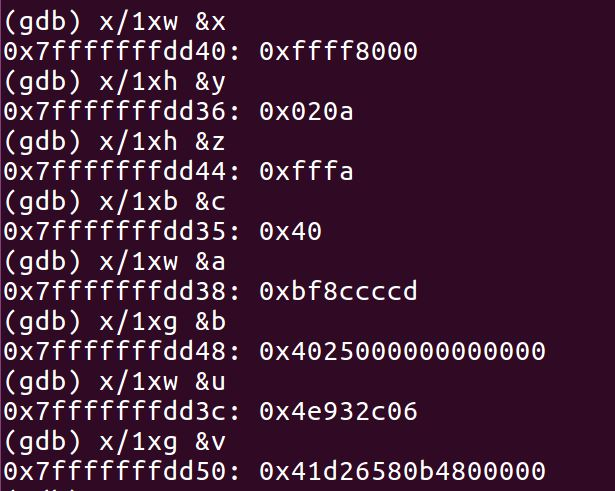 (gdb) x/1xw &x
0x7fffffffdd40: 0xffff8000
(gdb) x/1xh &y
0x7fffffffdd36: 0x020a
(gdb) x/1xh &z
0x7fffffffdd44: 0xfffa
(gdb) x/1xb &c
0x7fffffffdd35: 0x40
(gdb) x/1xw &a
0x7fffffffdd38: 0xbf8ccccd
(gdb) x/1xg &b
0x7fffffffdd48: 0x4025000000000000
(gdb) x/1xw &u
0x7fffffffdd3c: 0x4e932c06
(gdb) x/1xg &v
0x7fffffffdd50: 0x41d26580b4800000